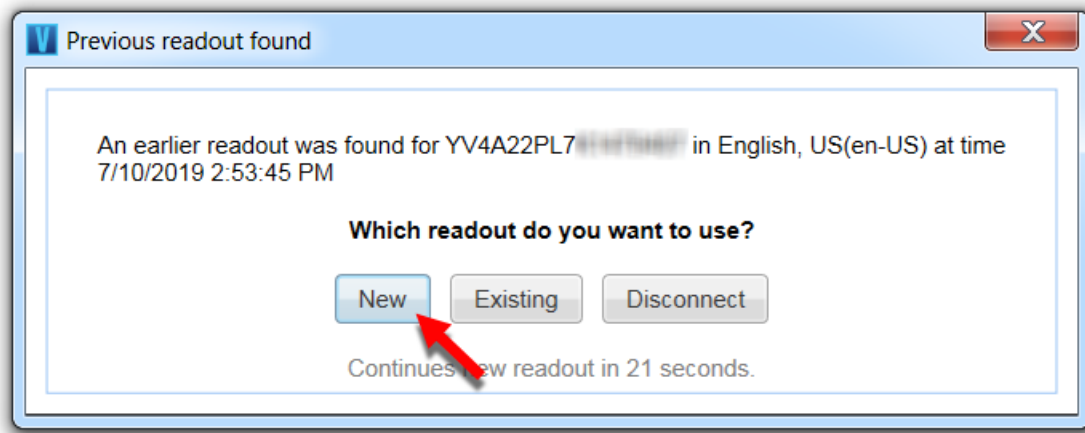 Previous readout found
An earlier readout was found for YV4A22PL7 in English, US(en-US) at time
7/10/2019 2:53:45 PM
Which readout do you want to use?
New Existing Disconnect
Continues readout in 21 seconds.